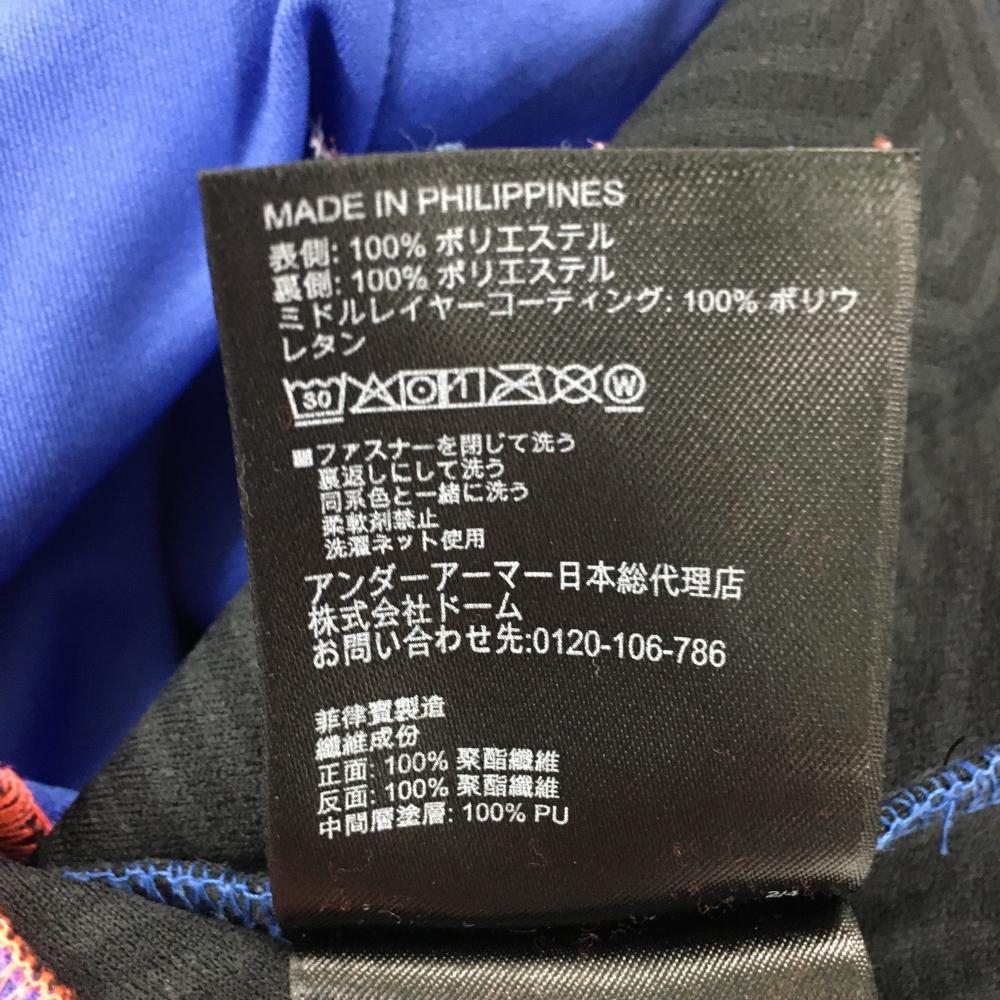 MADE IN PHILIPPINES
表側: 100% ポリエステル
裏側: 100% ポリエステル
ミドルレイヤーコーティング: 100% ポリウ
レタン
30 W
ファスナーを閉じて洗う
裏返しにして洗う
同系色と一緒に洗う
柔軟剤禁止
洗濯ネット使用
アンダーアーマー日本総代理店
株式会社ドーム
お問い合わせ先:0120-106-786
菲律賓製造
纖維成份
正面: 100% 聚酯纖維
反面: 100% 聚酯纖維
中間層塗層: 100% PU
2/4